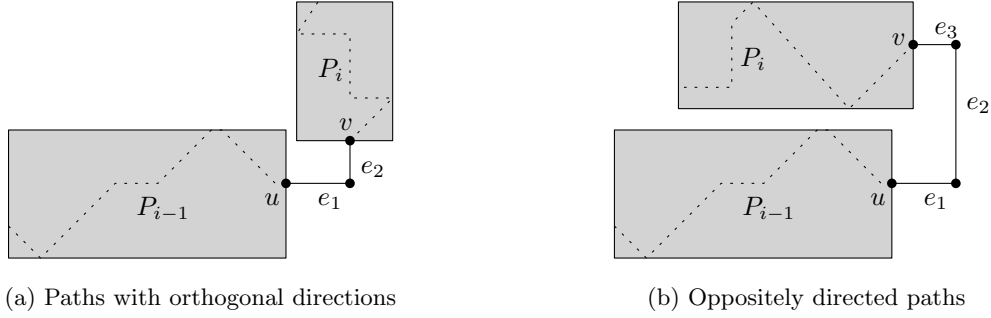 P_i
v
e_2
P_{i-1}
u
e_1
(a) Paths with orthogonal directions
v
e_3
P_i
e_2
P_{i-1}
u
e_1
(b) Oppositely directed paths